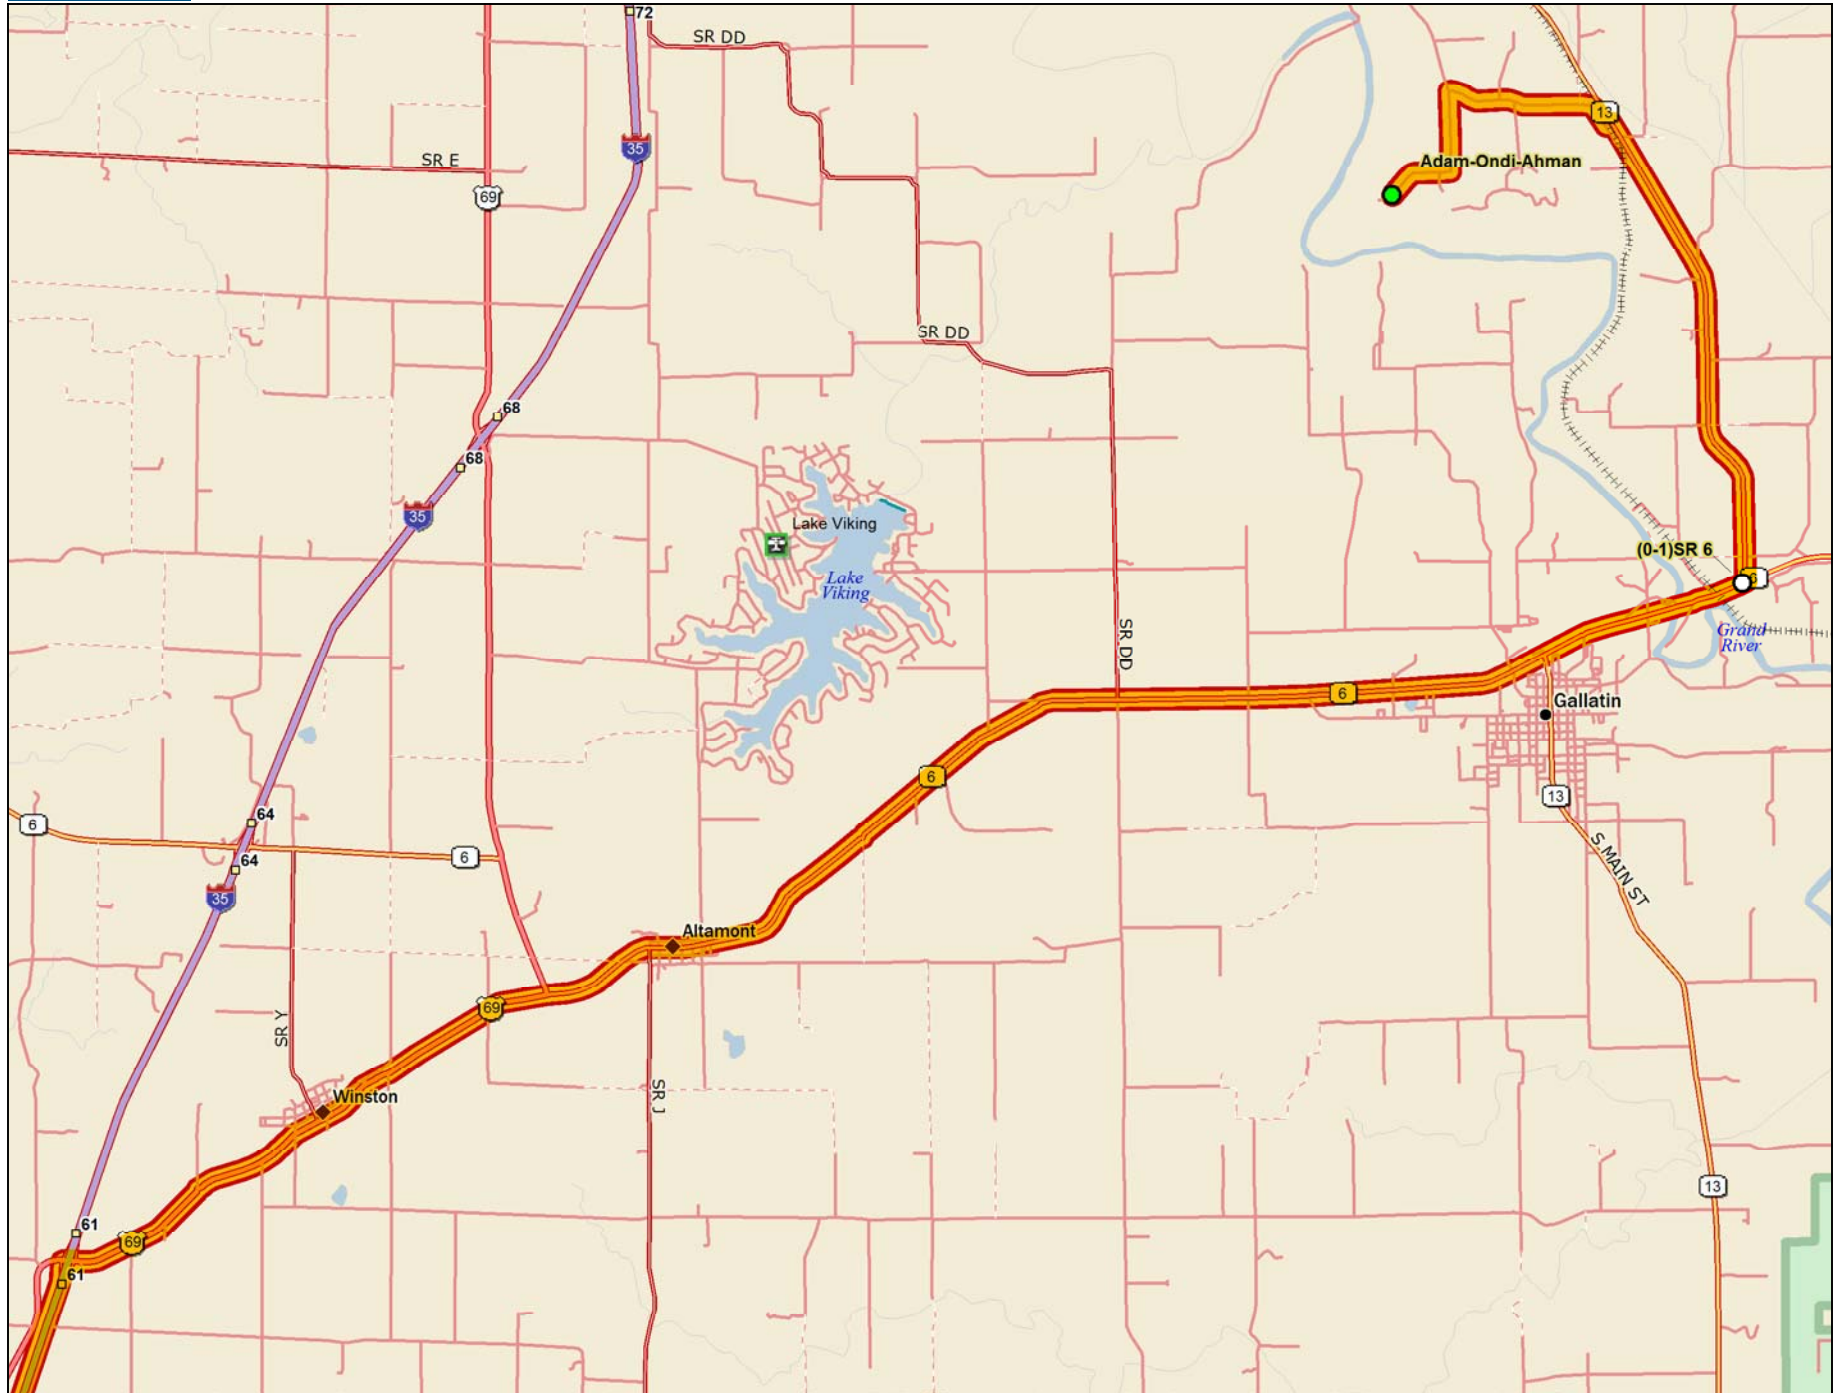 72
SR DD
35
13
SR E
Adam-Ondi-Ahman
69
SR DD
68
68
35
Lake Viking
Lake
Viking
(0-1)SR 6
6
SR DD
Grand
River
6
Gallatin
6
13
64
6
6
64
S MAIN ST
35
Altamont
69
SR Y
SR J
Winston
13
61
69
61